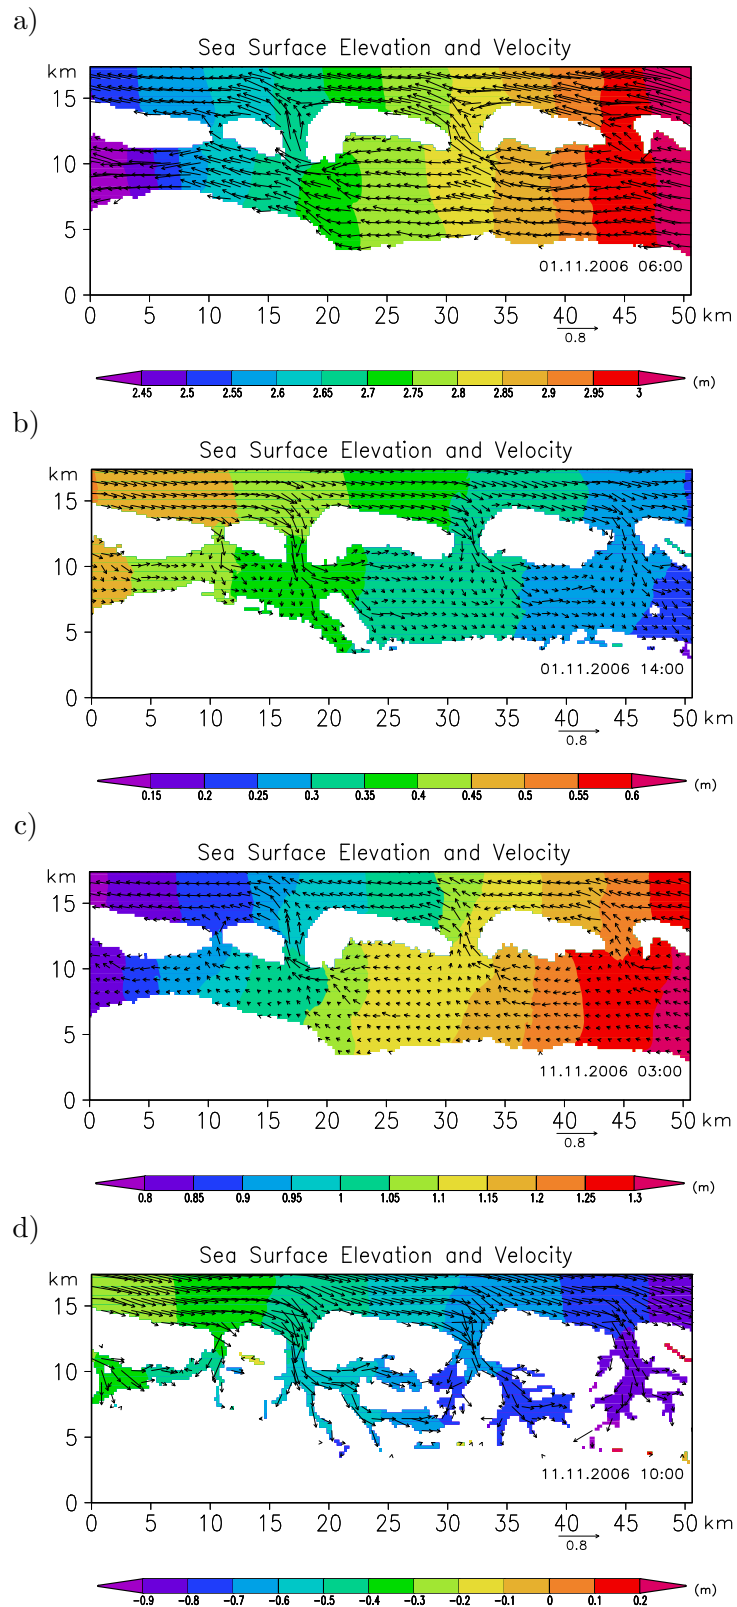 a)
Sea Surface Elevation and Velocity
km
15
10
5
0
01.11.2006 06:00
0 5 10 15 20 25 30 35 40 45 50 km
0.8
2.45 2.5 2.55 2.6 2.65 2.7 2.75 2.8 2.85 2.9 2.95 3 (m)
b)
Sea Surface Elevation and Velocity
km
15
10
5
0
01.11.2006 14:00
0 5 10 15 20 25 30 35 40 45 50 km
0.8
0.15 0.2 0.25 0.3 0.35 0.4 0.45 0.5 0.55 0.6 (m)
c)
Sea Surface Elevation and Velocity
km
15
10
5
0
11.11.2006 03:00
0 5 10 15 20 25 30 35 40 45 50 km
0.8
0.8 0.85 0.9 0.95 1 1.05 1.1 1.15 1.2 1.25 1.3 (m)
d)
Sea Surface Elevation and Velocity
km
15
10
5
0
11.11.2006 10:00
0 5 10 15 20 25 30 35 40 45 50 km
0.8
-0.9 -0.8 -0.7 -0.6 -0.5 -0.4 -0.3 -0.2 -0.1 0 0.1 0.2 (m)